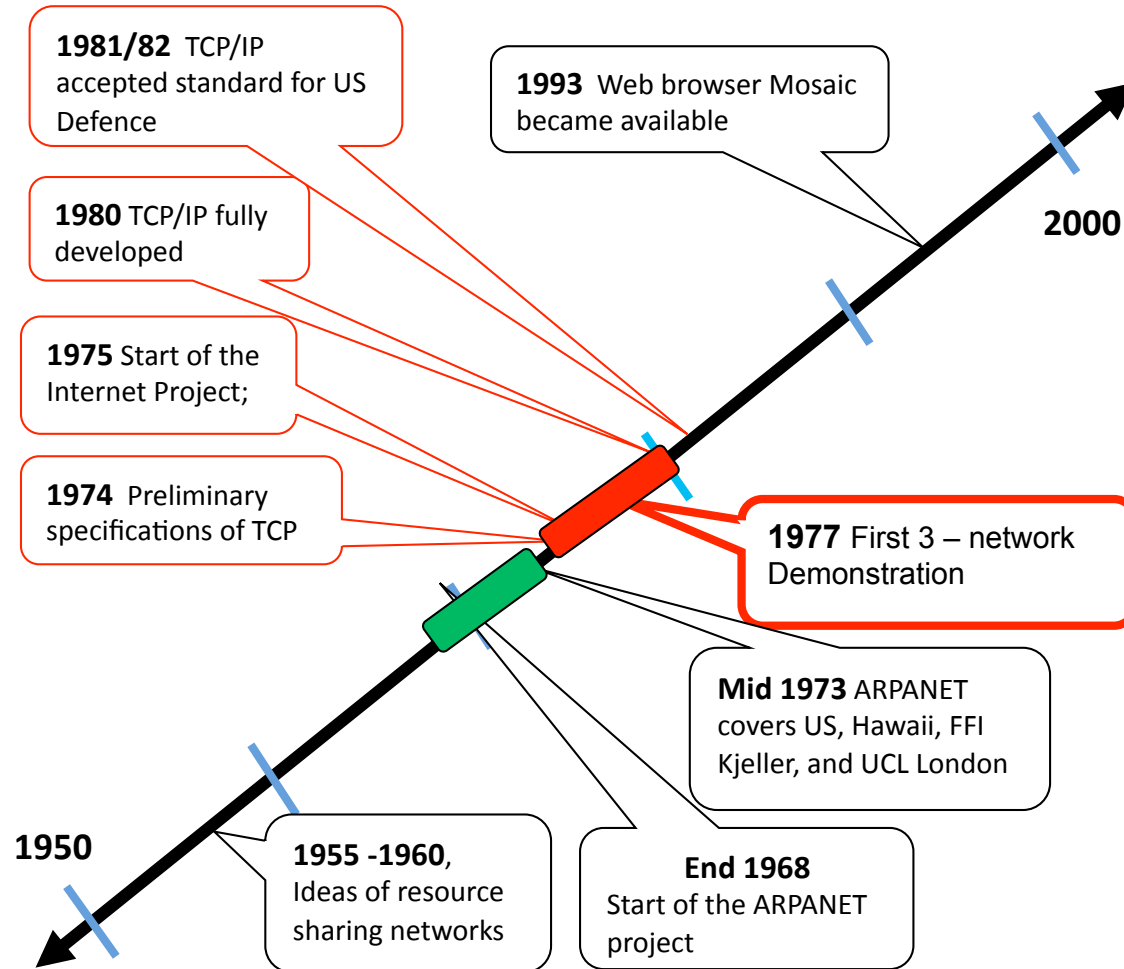 1981/82 TCP/IP
accepted standard for US
Defence
1993 Web browser Mosaic
became available
1980 TCP/IP fully
developed
2000
1975 Start of the
Internet Project;
1974 Preliminary
specifications of TCP
1977 First 3 – network
Demonstration
Mid 1973 ARPANET
covers US, Hawaii, FFI
Kjeller, and UCL London
1950
1955 -1960,
Ideas of resource
sharing networks
End 1968
Start of the ARPANET
project